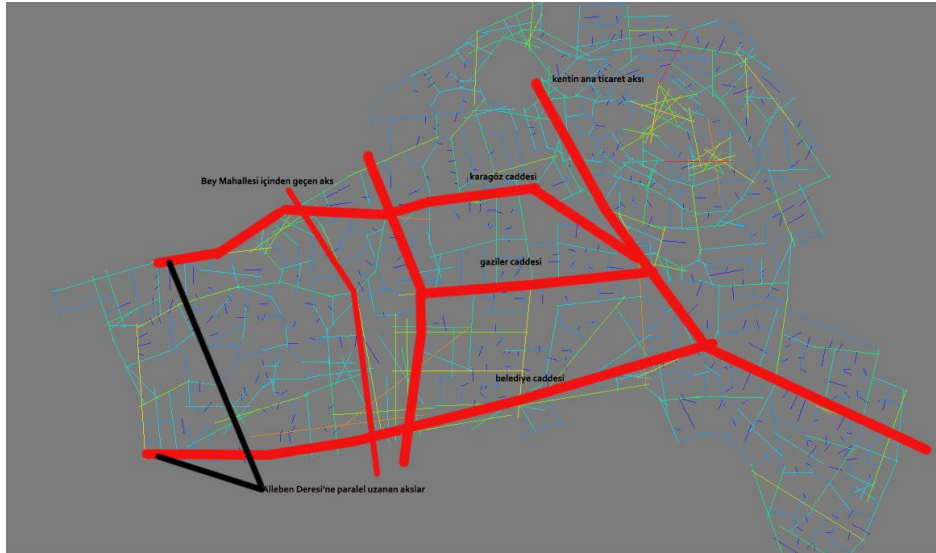 kentin ana ticaret aksı
karagöz caddesi
Bey Mahallesi içinden geçen aks
gaziler caddesi
belediye caddesi
Alleben Deresi'ne paralel uzanan akslar